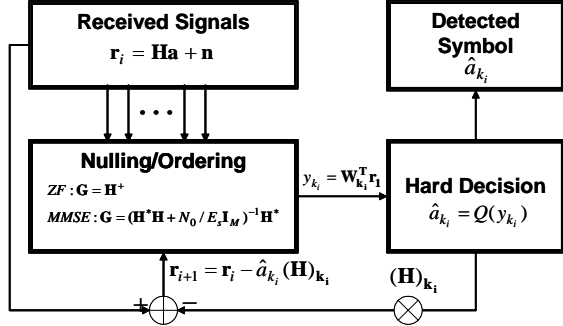 Received Signals
r_i = Ha + n
Detected
Symbol
â_{k_i}
• • •
Nulling/Ordering
ZF : G = H^+
MMSE : G = (H^*H + N_0 / E_s I_M)^{-1} H^*
y_{k_i} = W_{k_i}^T r_1
Hard Decision
â_{k_i} = Q(y_{k_i})
r_{i+1} = r_i - â_{k_i} (H)_{k_i}
(H)_{k_i}
+ −